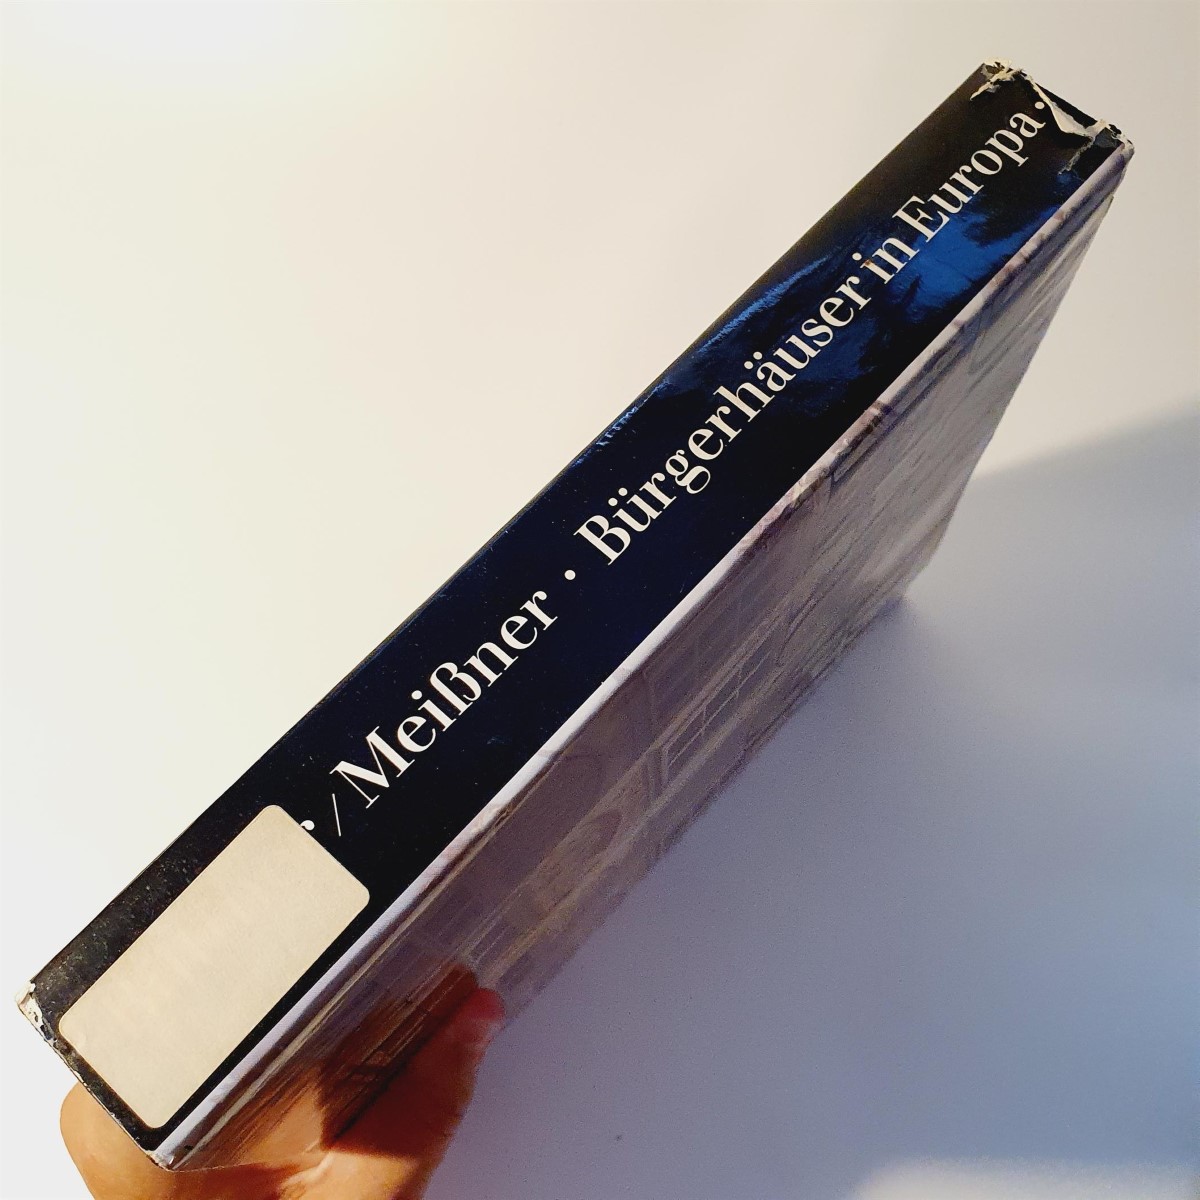 / Meißner · Bürgerhäuser in Europa ·